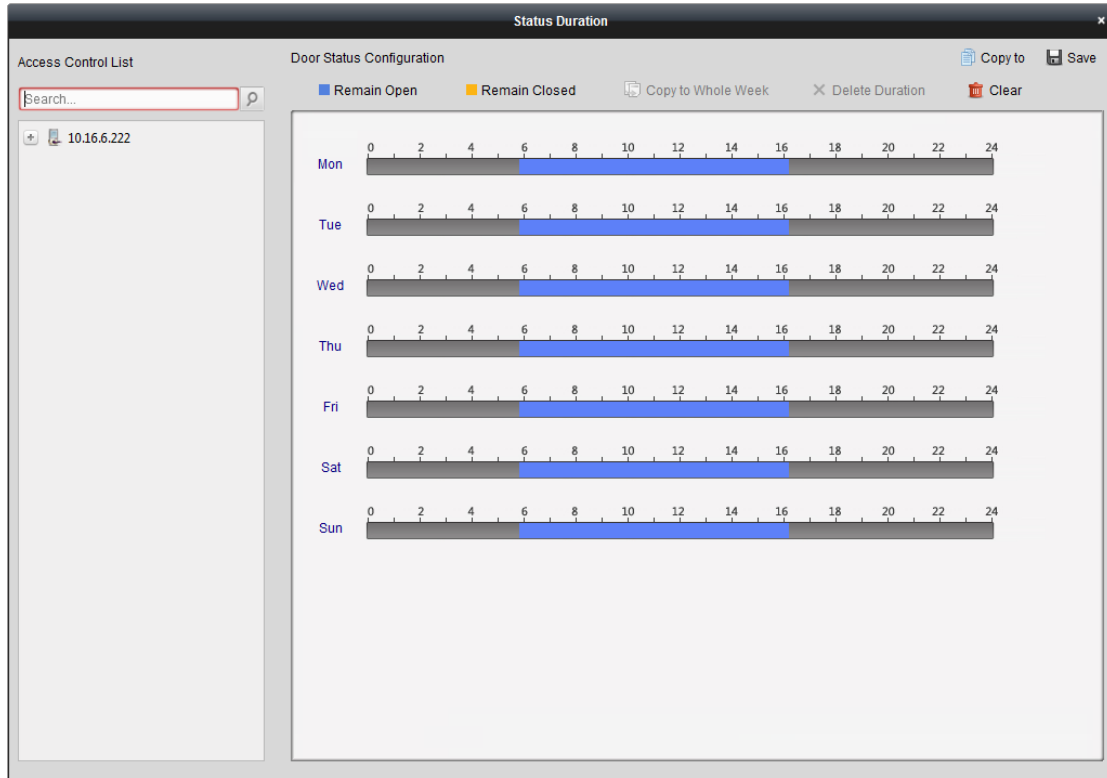 Status Duration
Access Control List
Search...
10.16.6.222
Door Status Configuration
Copy to Save
Remain Open Remain Closed Copy to Whole Week Delete Duration Clear
0 2 4 6 8 10 12 14 16 18 20 22 24
Mon
0 2 4 6 8 10 12 14 16 18 20 22 24
Tue
0 2 4 6 8 10 12 14 16 18 20 22 24
Wed
0 2 4 6 8 10 12 14 16 18 20 22 24
Thu
0 2 4 6 8 10 12 14 16 18 20 22 24
Fri
0 2 4 6 8 10 12 14 16 18 20 22 24
Sat
0 2 4 6 8 10 12 14 16 18 20 22 24
Sun